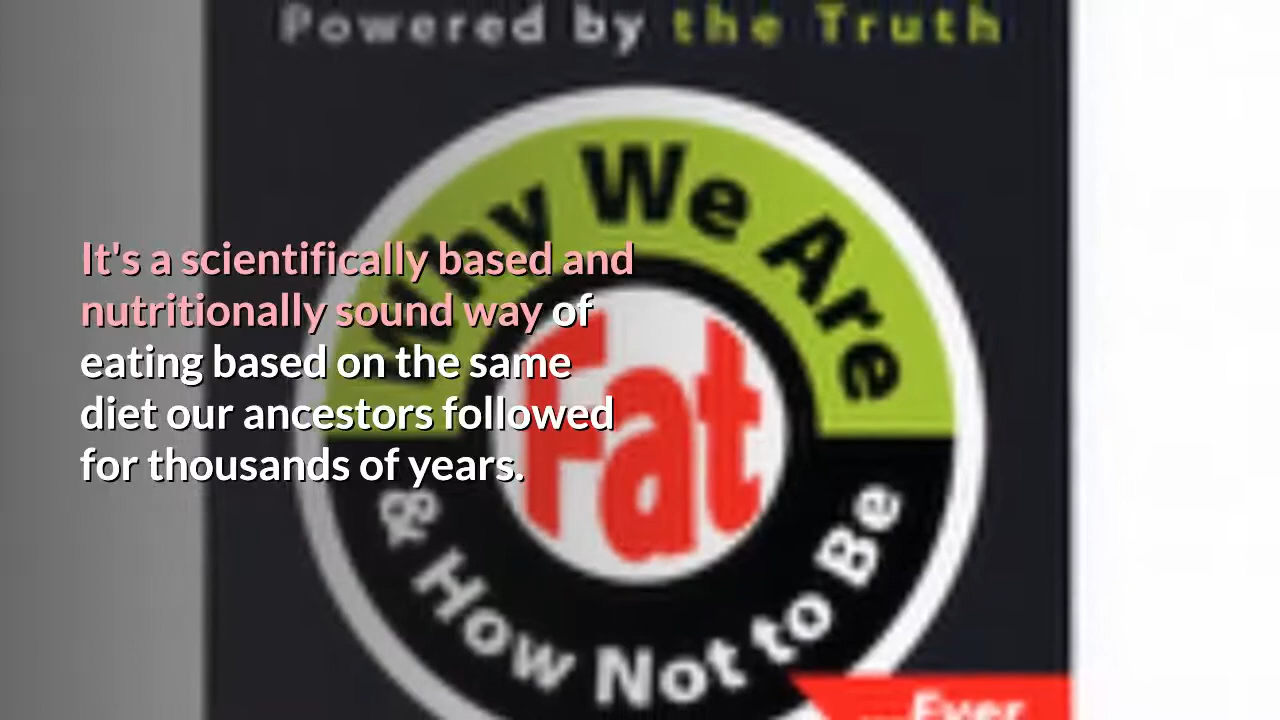 Powered by the Truth
Why We Are
It's a scientifically based and
nutritionally sound way of
eating based on the same
diet our ancestors followed
for thousands of years.
Fat
& How Not to Be
...Ever